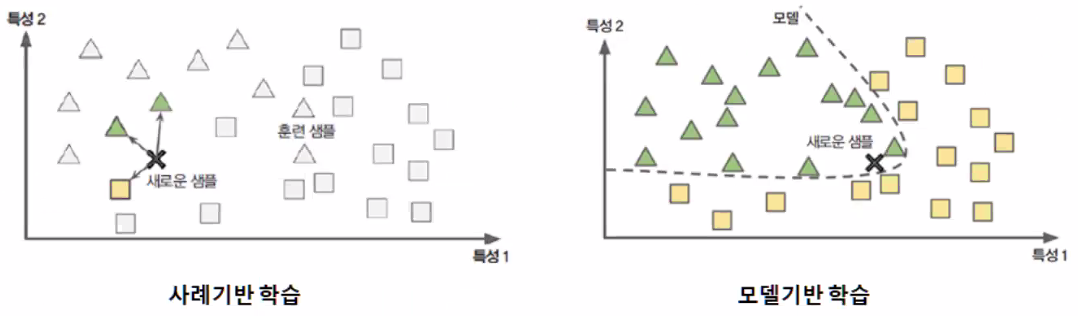 특성 2
훈련 샘플
새로운 샘플
특성 1
사례기반 학습
모델
특성 2
새로운 샘플
특성 1
모델기반 학습